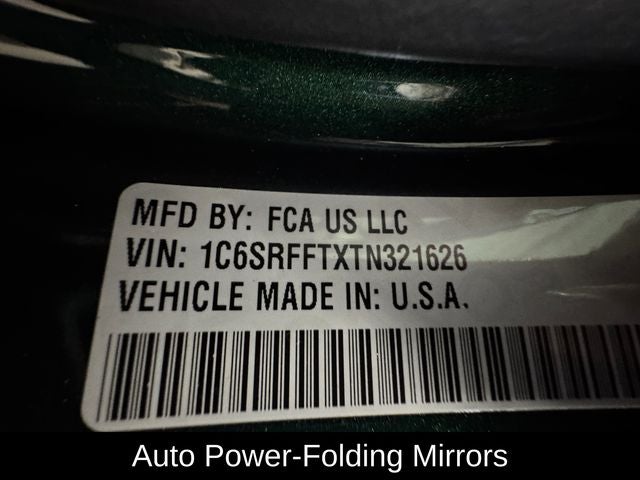 MFD BY: FCA US LLC
VIN: 1C6SRFFTXTN321626
VEHICLE MADE IN: U.S.A.
Auto Power-Folding Mirrors